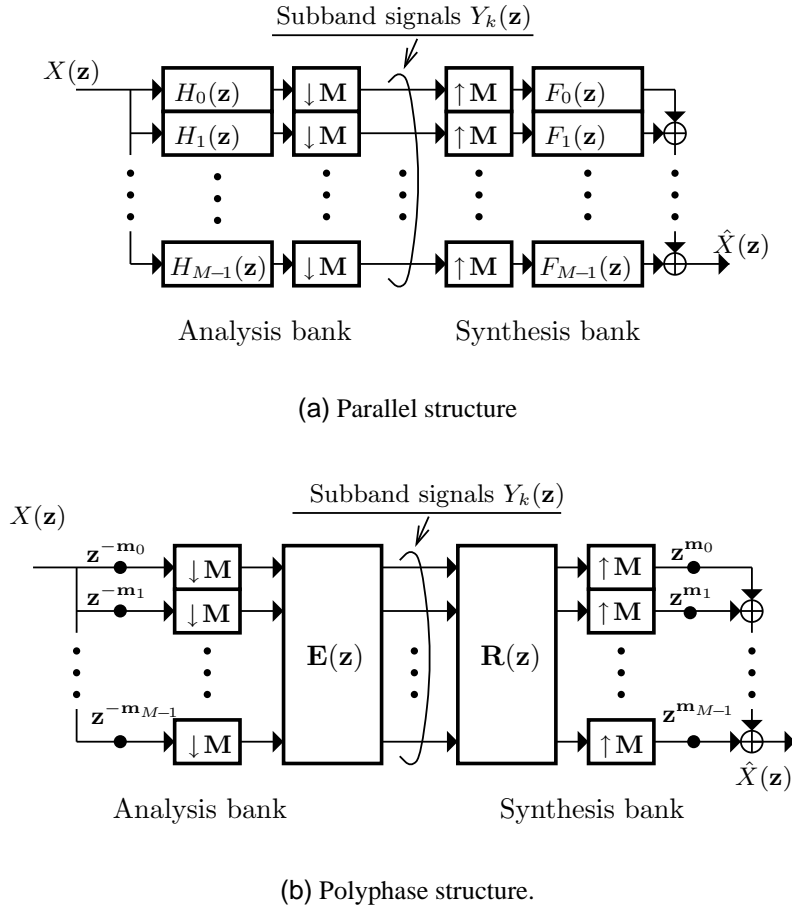 Subband signals Y_k(z)
X(z)
H_0(z) ↓M ↑M F_0(z)
H_1(z) ↓M ↑M F_1(z)
H_{M−1}(z) ↓M ↑M F_{M−1}(z) X̂(z)
Analysis bank Synthesis bank
(a) Parallel structure
Subband signals Y_k(z)
X(z)
z^{−m_0} ↓M ↑M z^{m_0}
z^{−m_1} ↓M ↑M z^{m_1}
E(z) R(z)
z^{−m_{M−1}} ↓M ↑M z^{m_{M−1}}
X̂(z)
Analysis bank Synthesis bank
(b) Polyphase structure.